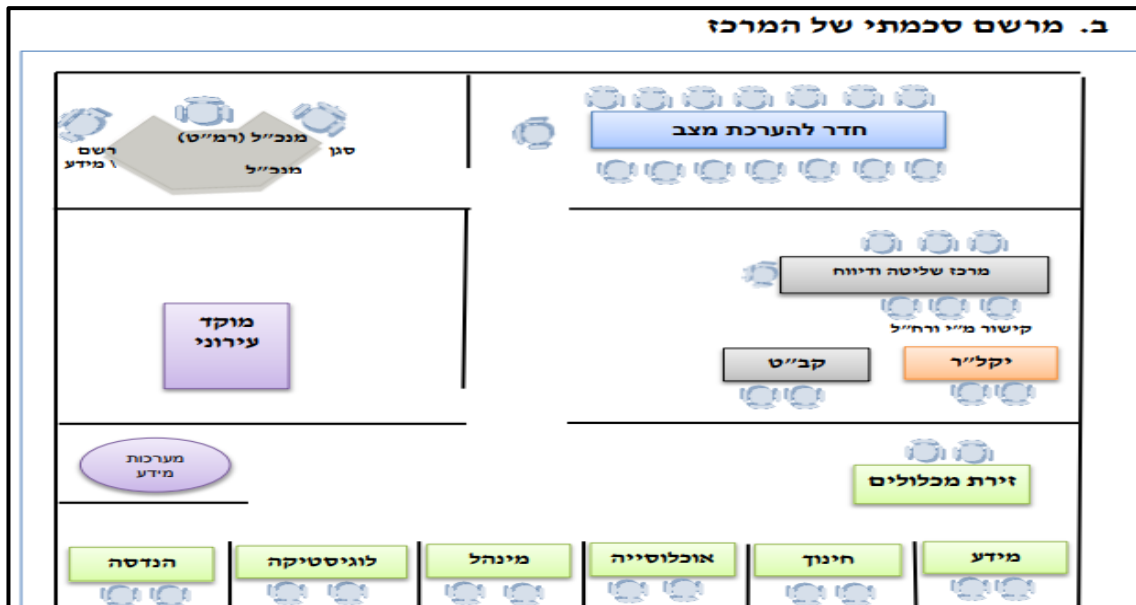 ב. מרשם סכמתי של המרכז
חדר להערכת מצב
מנכ״ל (רמ״ט)
סגן
מנכ״ל
רשם
\ מידע
מרכז שליטה ודיווח
קישור מ״י ורח״ל
יקל״ר
קב״ט
מוקד
עירוני
מערכות
מידע
זירת מכלולים
מידע
חינוך
אוכלוסייה
מינהל
לוגיסטיקה
הנדסה